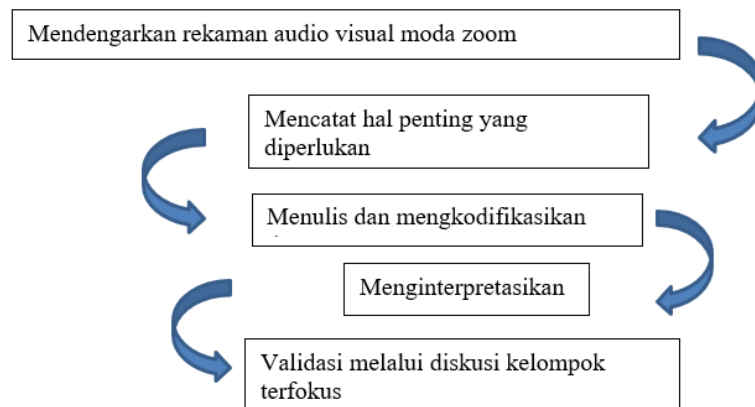 Mendengarkan rekaman audio visual moda zoom
Mencatat hal penting yang
diperlukan
Menulis dan mengkodifikasikan
Menginterpretasikan
Validasi melalui diskusi kelompok
terfokus